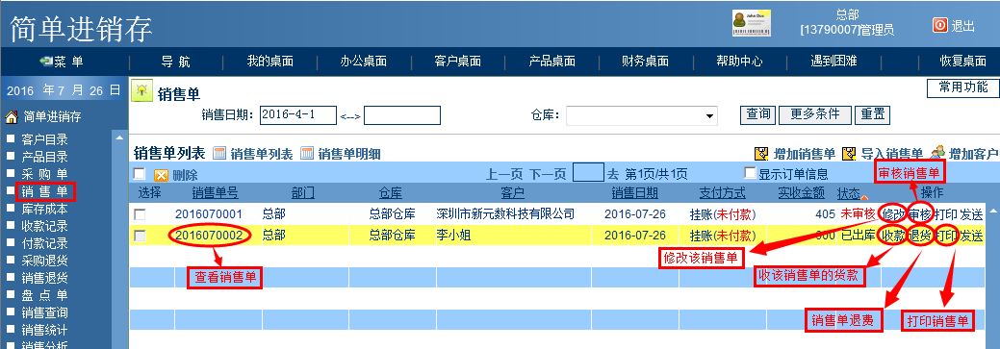 简单进销存
John Doe
总部
[13790007]管理员
退出
菜 单 导 航 我的桌面 办公桌面 客户桌面 产品桌面 财务桌面 帮助中心 遇到困难 恢复桌面
2016 年 7 月 26 日
简单进销存
客户目录
产品目录
采 购 单
销 售 单
库存成本
收款记录
付款记录
采购退货
销售退货
盘 点 单
销售查询
销售统计
销售分析
销售单
常用功能
销售日期: 2016-4-1 <--> 仓库: 查询 更多条件 重置
销售单列表 销售单列表 销售单明细 增加销售单 导入销售单 增加客户
删除 上一页 下一页 去 第1页/共1页 显示订单信息
审核销售单
选择 销售单号 部门 仓库 客户 销售日期 支付方式 实收金额 状态 操作
2016070001 总部 总部仓库 深圳市新元数科技有限公司 2016-07-26 挂账(未付款) 405 未审核 修改 审核 打印 发送
2016070002 总部 总部仓库 李小姐 2016-07-26 挂账(未付款) 已出库 收款 退货 打印 发送
修改该销售单
查看销售单
收该销售单的货款
销售单退费
打印销售单